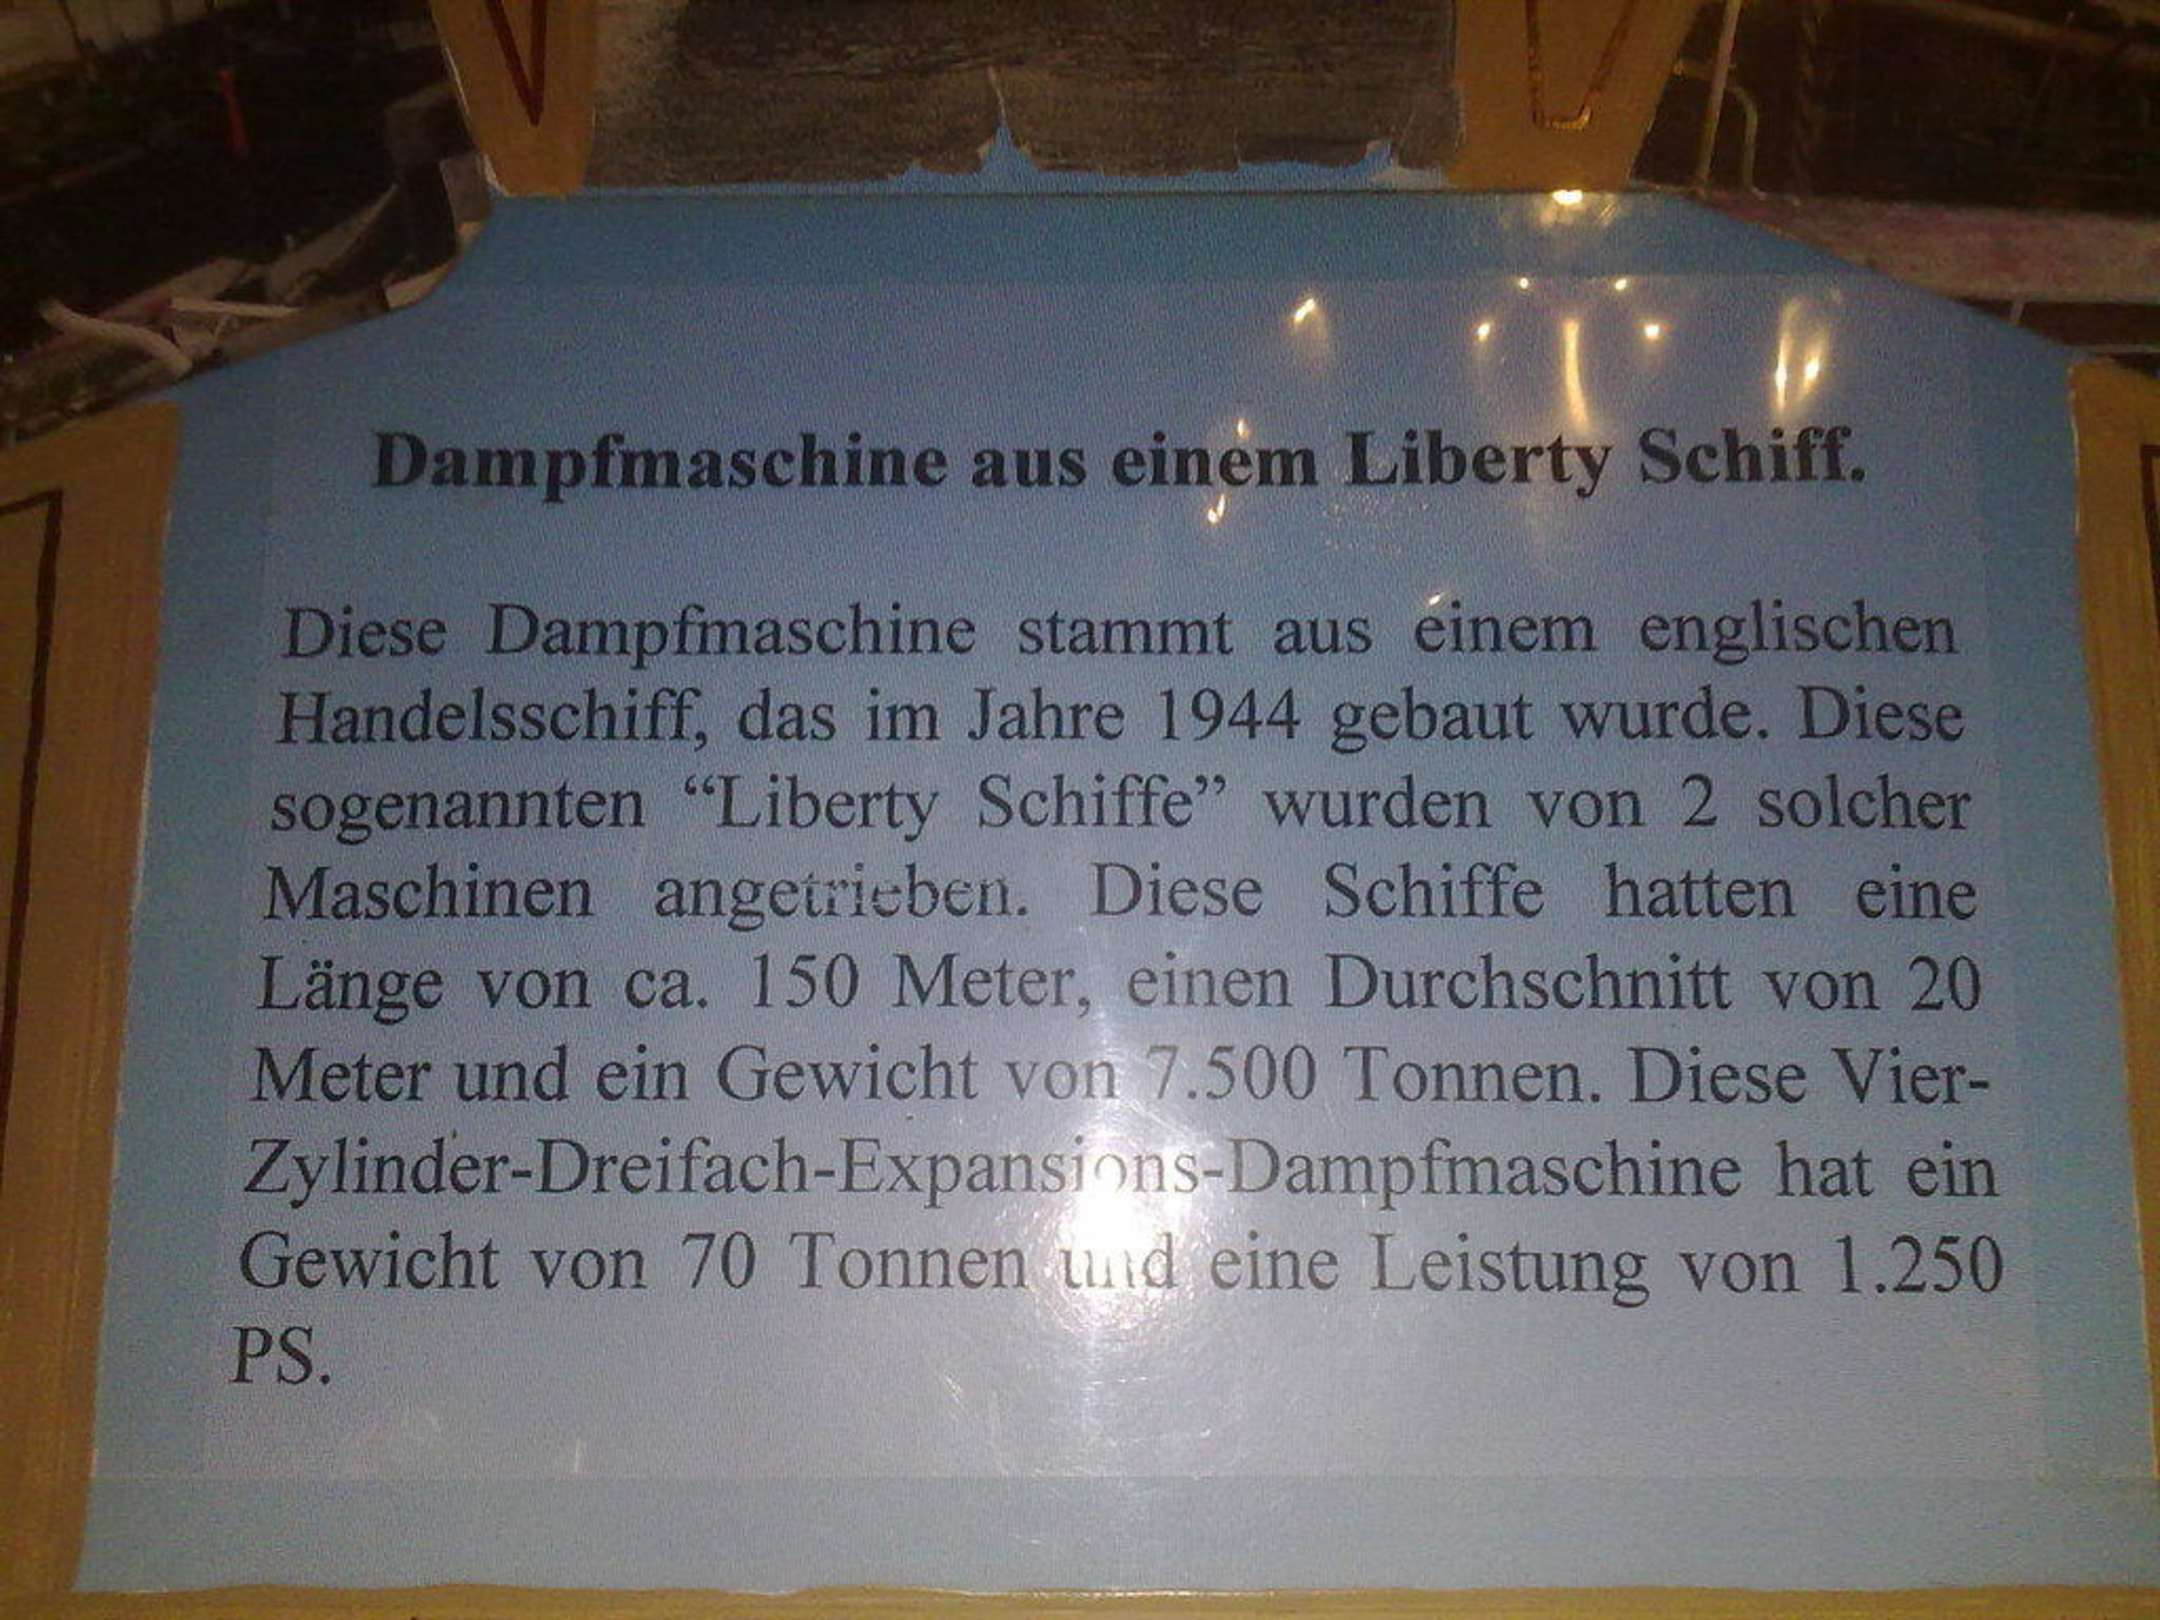 Dampfmaschine aus einem Liberty Schiff.
Diese Dampfmaschine stammt aus einem englischen
Handelsschiff, das im Jahre 1944 gebaut wurde. Diese
sogenannten “Liberty Schiffe” wurden von 2 solcher
Maschinen angetrieben. Diese Schiffe hatten eine
Länge von ca. 150 Meter, einen Durchschnitt von 20
Meter und ein Gewicht von 7.500 Tonnen. Diese Vier-
Zylinder-Dreifach-Expansions-Dampfmaschine hat ein
Gewicht von 70 Tonnen und eine Leistung von 1.250
PS.